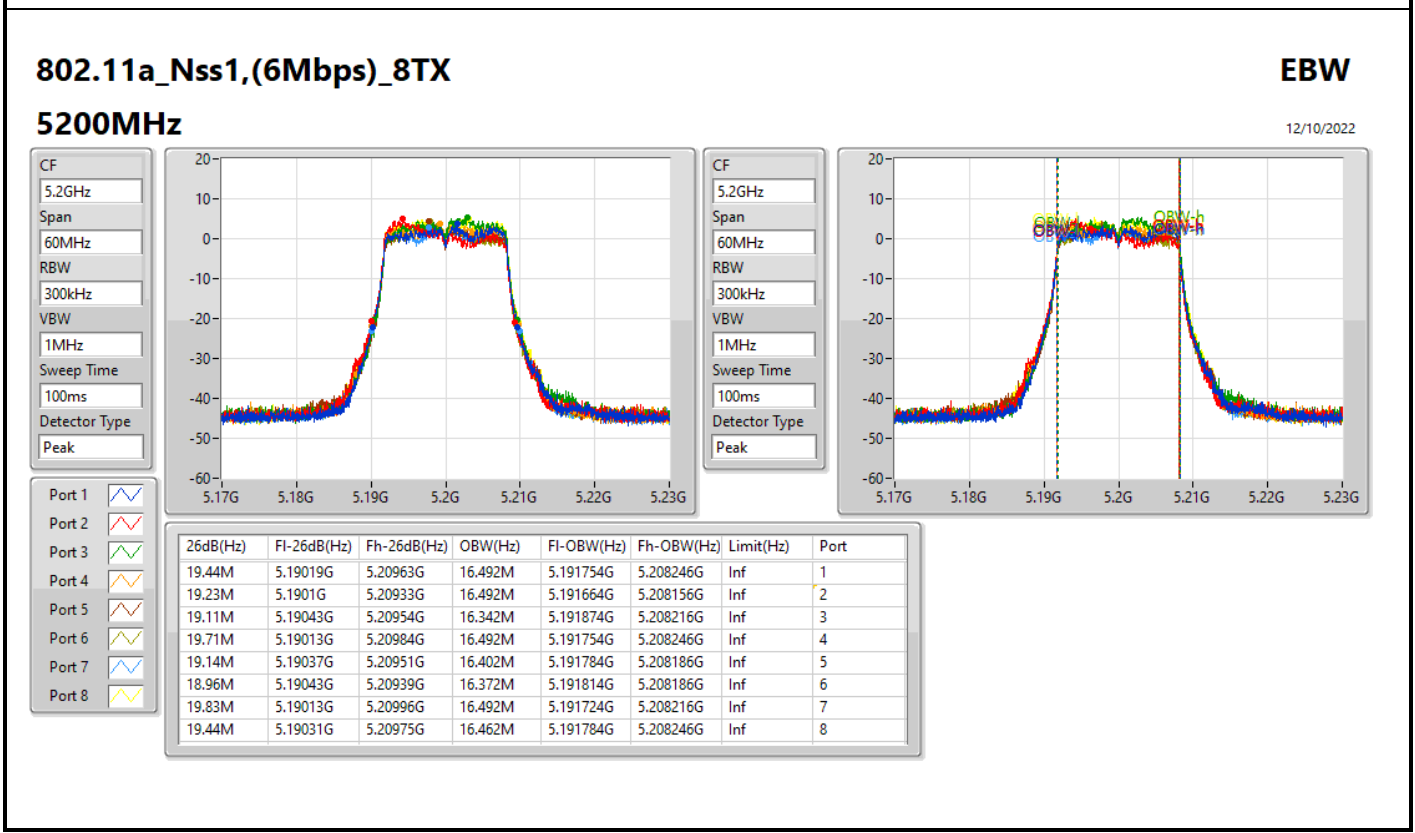 802.11a_Nss1,(6Mbps)_8TX
EBW
5200MHz
12/10/2022
CF
5.2GHz
Span
60MHz
RBW
300kHz
VBW
1MHz
Sweep Time
100ms
Detector Type
Peak
20
10
0
-10
-20
-30
-40
-50
-60
5.17G 5.18G 5.19G 5.2G 5.21G 5.22G 5.23G
CF
5.2GHz
Span
60MHz
RBW
300kHz
VBW
1MHz
Sweep Time
100ms
Detector Type
Peak
20
10
0
-10
-20
-30
-40
-50
-60
OBW-h
5.17G 5.18G 5.19G 5.2G 5.21G 5.22G 5.23G
Port 1
Port 2
Port 3
Port 4
Port 5
Port 6
Port 7
Port 8
26dB(Hz) Fl-26dB(Hz) Fh-26dB(Hz) OBW(Hz) Fl-OBW(Hz) Fh-OBW(Hz) Limit(Hz) Port
19.44M 5.19019G 5.20963G 16.492M 5.191754G 5.208246G Inf 1
19.23M 5.1901G 5.20933G 16.492M 5.191664G 5.208156G Inf 2
19.11M 5.19043G 5.20954G 16.342M 5.191874G 5.208216G Inf 3
19.71M 5.19013G 5.20984G 16.492M 5.191754G 5.208246G Inf 4
19.14M 5.19037G 5.20951G 16.402M 5.191784G 5.208186G Inf 5
18.96M 5.19043G 5.20939G 16.372M 5.191814G 5.208186G Inf 6
19.83M 5.19013G 5.20996G 16.492M 5.191724G 5.208216G Inf 7
19.44M 5.19031G 5.20975G 16.462M 5.191784G 5.208246G Inf 8